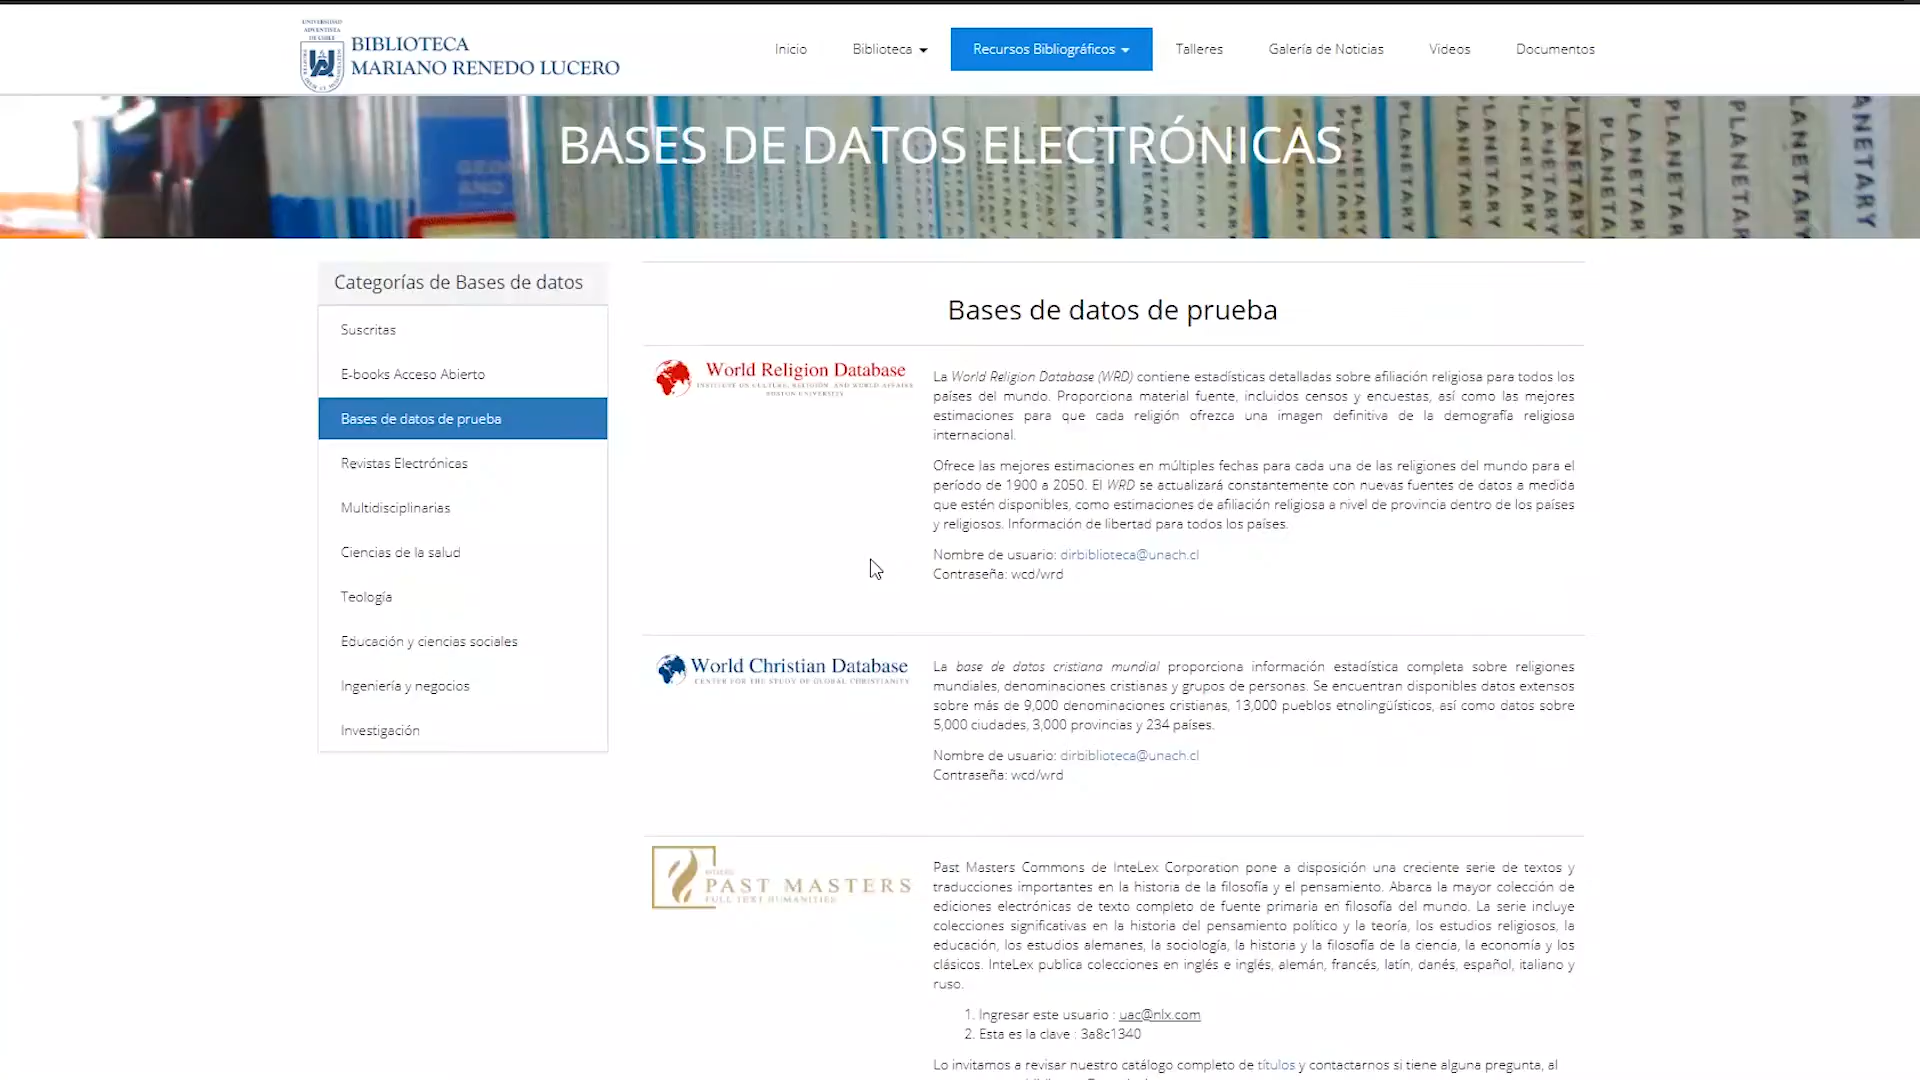 UNIVERSIDAD
ADVENTISTA
DE CHILE
BIBLIOTECA
MARIANO RENEDO LUCERO
Inicio
Biblioteca
Recursos Bibliográficos
Talleres
Galería de Noticias
Videos
Documentos
BASES DE DATOS ELECTRÓNICAS
PLANETARY
PLANETARY
PLANETARY
PLANETARY
Categorías de Bases de datos
Suscritas
E-books Acceso Abierto
Bases de datos de prueba
Revistas Electrónicas
Multidisciplinarias
Ciencias de la salud
Teología
Educación y ciencias sociales
Ingeniería y negocios
Investigación
Bases de datos de prueba
World Religion Database
INSTITUTE ON CULTURE, RELIGION AND WORLD AFFAIRS
BOSTON UNIVERSITY
La World Religion Database (WRD) contiene estadísticas detalladas sobre afiliación religiosa para todos los
países del mundo. Proporciona material fuente, incluidos censos y encuestas, así como las mejores
estimaciones para que cada religión ofrezca una imagen definitiva de la demografía religiosa
internacional.
Ofrece las mejores estimaciones en múltiples fechas para cada una de las religiones del mundo para el
período de 1900 a 2050. El WRD se actualizará constantemente con nuevas fuentes de datos a medida
que estén disponibles, como estimaciones de afiliación religiosa a nivel de provincia dentro de los países
y religiosos. Información de libertad para todos los países.
Nombre de usuario: dirbiblioteca@unach.cl
Contraseña: wcd/wrd
World Christian Database
CENTER FOR THE STUDY OF GLOBAL CHRISTIANITY
La base de datos cristiana mundial proporciona información estadística completa sobre religiones
mundiales, denominaciones cristianas y grupos de personas. Se encuentran disponibles datos extensos
sobre más de 9,000 denominaciones cristianas, 13,000 pueblos etnolingüísticos, así como datos sobre
5,000 ciudades, 3,000 provincias y 234 países.
Nombre de usuario: dirbiblioteca@unach.cl
Contraseña: wcd/wrd
PAST MASTERS
FULL TEXT HUMANITIES
Past Masters Commons de InteLex Corporation pone a disposición una creciente serie de textos y
traducciones importantes en la historia de la filosofía y el pensamiento. Abarca la mayor colección de
ediciones electrónicas de texto completo de fuente primaria en filosofía del mundo. La serie incluye
colecciones significativas en la historia del pensamiento político y la teoría, los estudios religiosos, la
educación, los estudios alemanes, la sociología, la historia y la filosofía de la ciencia, la economía y los
clásicos. InteLex publica colecciones en inglés e inglés, alemán, francés, latín, danés, español, italiano y
ruso.
1. Ingresar este usuario : uac@nlx.com
2. Esta es la clave : 3a8c1340
Lo invitamos a revisar nuestro catálogo completo de títulos y contactarnos si tiene alguna pregunta, al